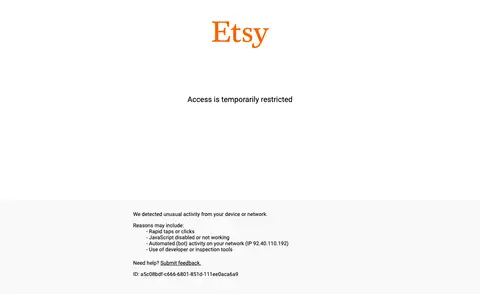 Etsy
Access is temporarily restricted
We detected unusual activity from your device or network.
Reasons may include:
- Rapid taps or clicks
- JavaScript disabled or not working
- Automated (bot) activity on your network (IP 92.40.110.192)
- Use of developer or inspection tools
Need help? Submit feedback.
ID: a5c08bdf-c666-6801-851d-111ee0aca6a9